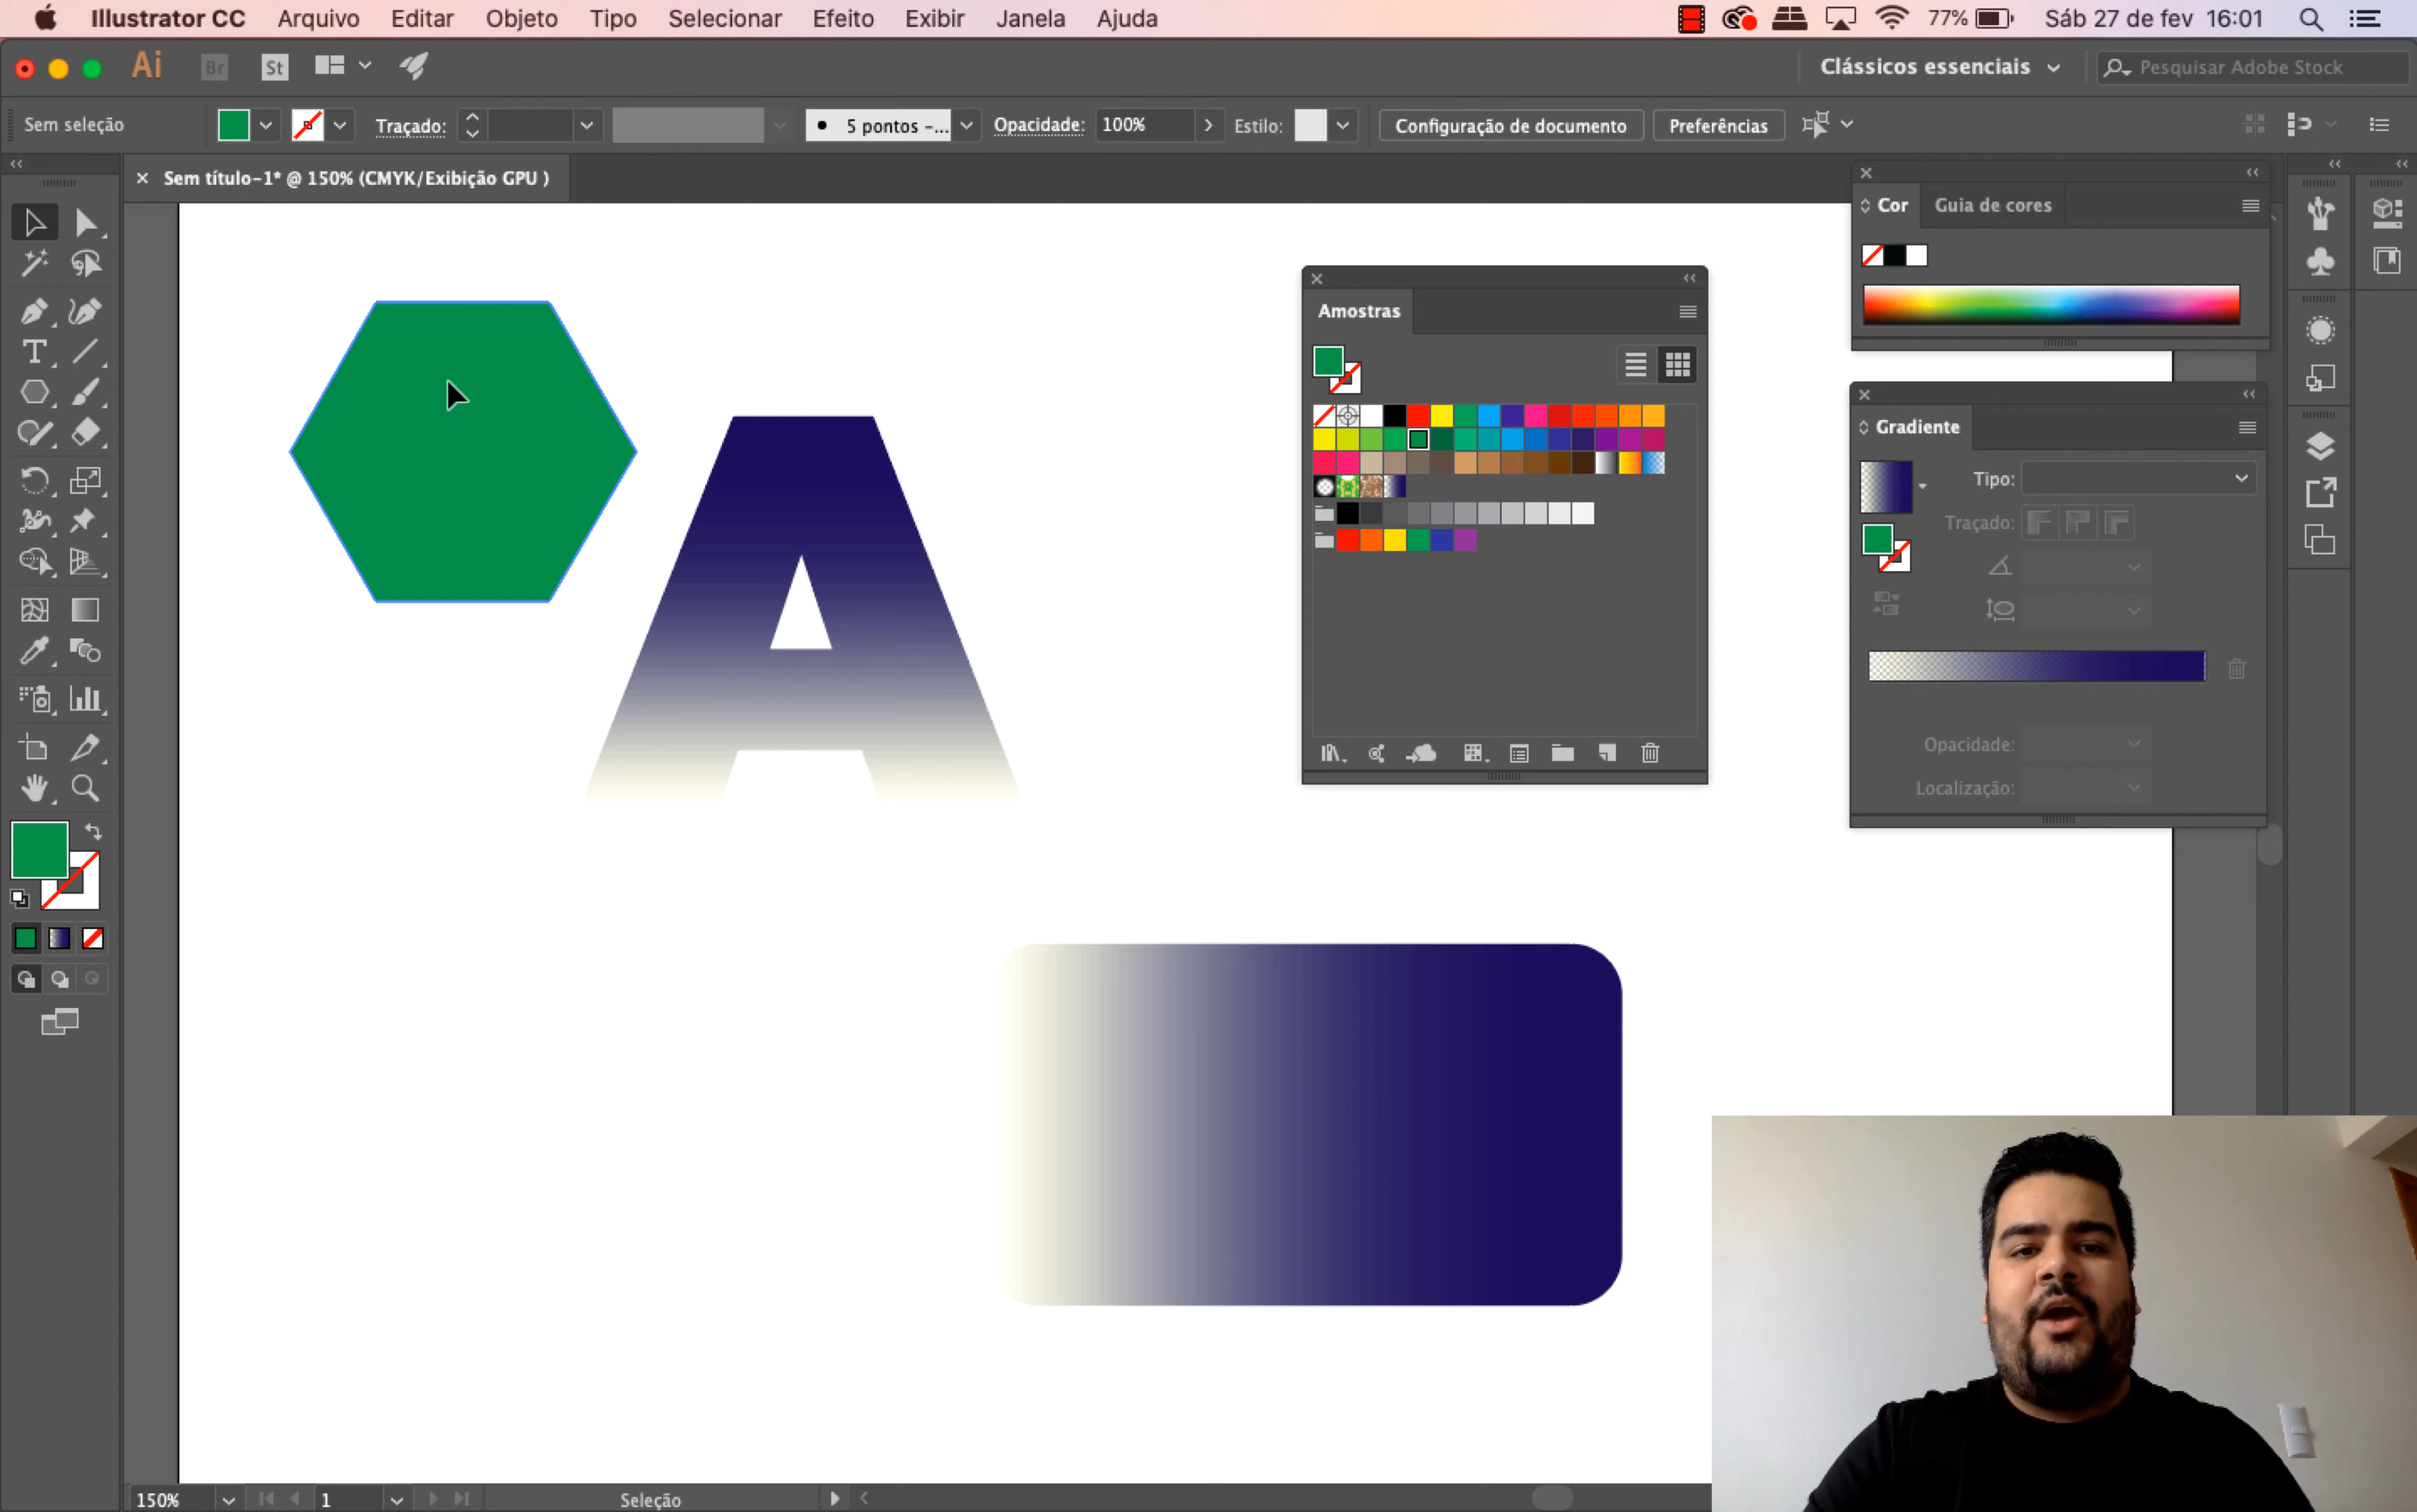 Illustrator CC Arquivo Editar Objeto Tipo Selecionar Efeito Exibir Janela Ajuda 77% Sáb 27 de fev 16:01
Ai Br St Clássicos essenciais Pesquisar Adobe Stock
Sem seleção Traçado: 5 pontos -... Opacidade: 100% Estilo: Configuração de documento Preferências
× Sem título-1* @ 150% (CMYK/Exibição GPU )
Cor Guia de cores
Amostras
Gradiente
Tipo:
Traçado:
A
Opacidade:
Localização:
150% 1 Seleção